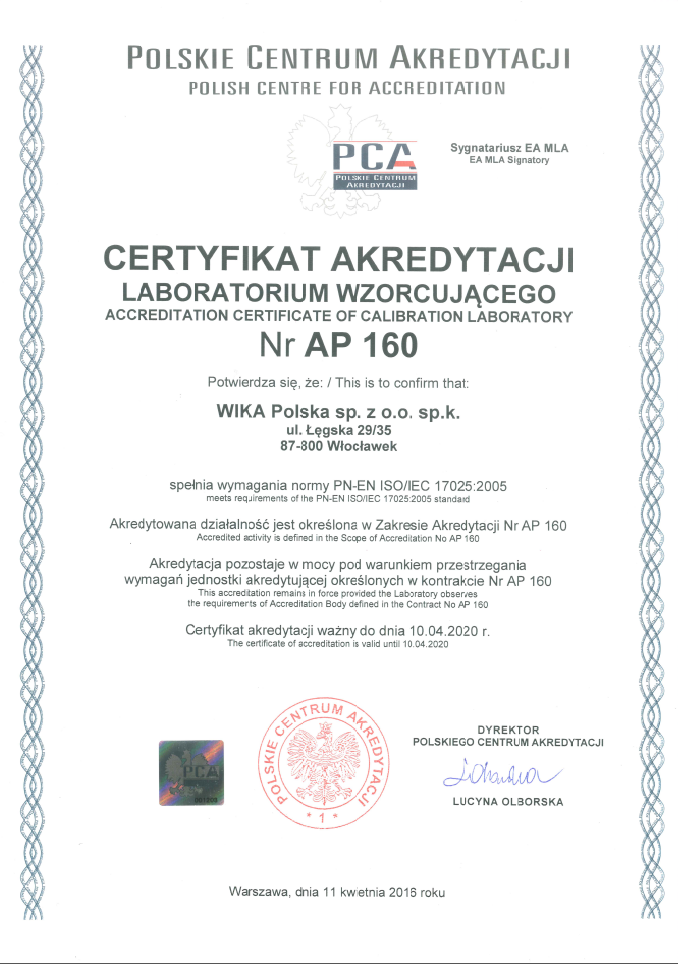 POLSKIE CENTRUM AKREDYTACJI
POLISH CENTRE FOR ACCREDITATION
PCA
POLSKIE CENTRUM
AKREDYTACJI
Sygnatariusz EA MLA
EA MLA Signatory
CERTYFIKAT AKREDYTACJI
LABORATORIUM WZORCUJĄCEGO
ACCREDITATION CERTIFICATE OF CALIBRATION LABORATORY
Nr AP 160
Potwierdza się, że: / This is to confirm that:
WIKA Polska sp. z o.o. sp.k.
ul. Łęgska 29/35
87-800 Włocławek
spełnia wymagania normy PN-EN ISO/IEC 17025:2005
meets requirements of the PN-EN ISO/IEC 17025:2005 standard
Akredytowana działalność jest określona w Zakresie Akredytacji Nr AP 160
Accredited activity is defined in the Scope of Accreditation No AP 160
Akredytacja pozostaje w mocy pod warunkiem przestrzegania
wymagań jednostki akredytującej określonych w kontrakcie Nr AP 160
This accreditation remains in force provided the Laboratory observes
the requirements of Accreditation Body defined in the Contract No AP 160
Certyfikat akredytacji ważny do dnia 10.04.2020 r.
The certificate of accreditation is valid until 10.04.2020
PCA
POLSKIE CENTRUM AKREDYTACJI
* 1 *
DYREKTOR
POLSKIEGO CENTRUM AKREDYTACJI
LUCYNA OLBORSKA
Warszawa, dnia 11 kwietnia 2016 roku